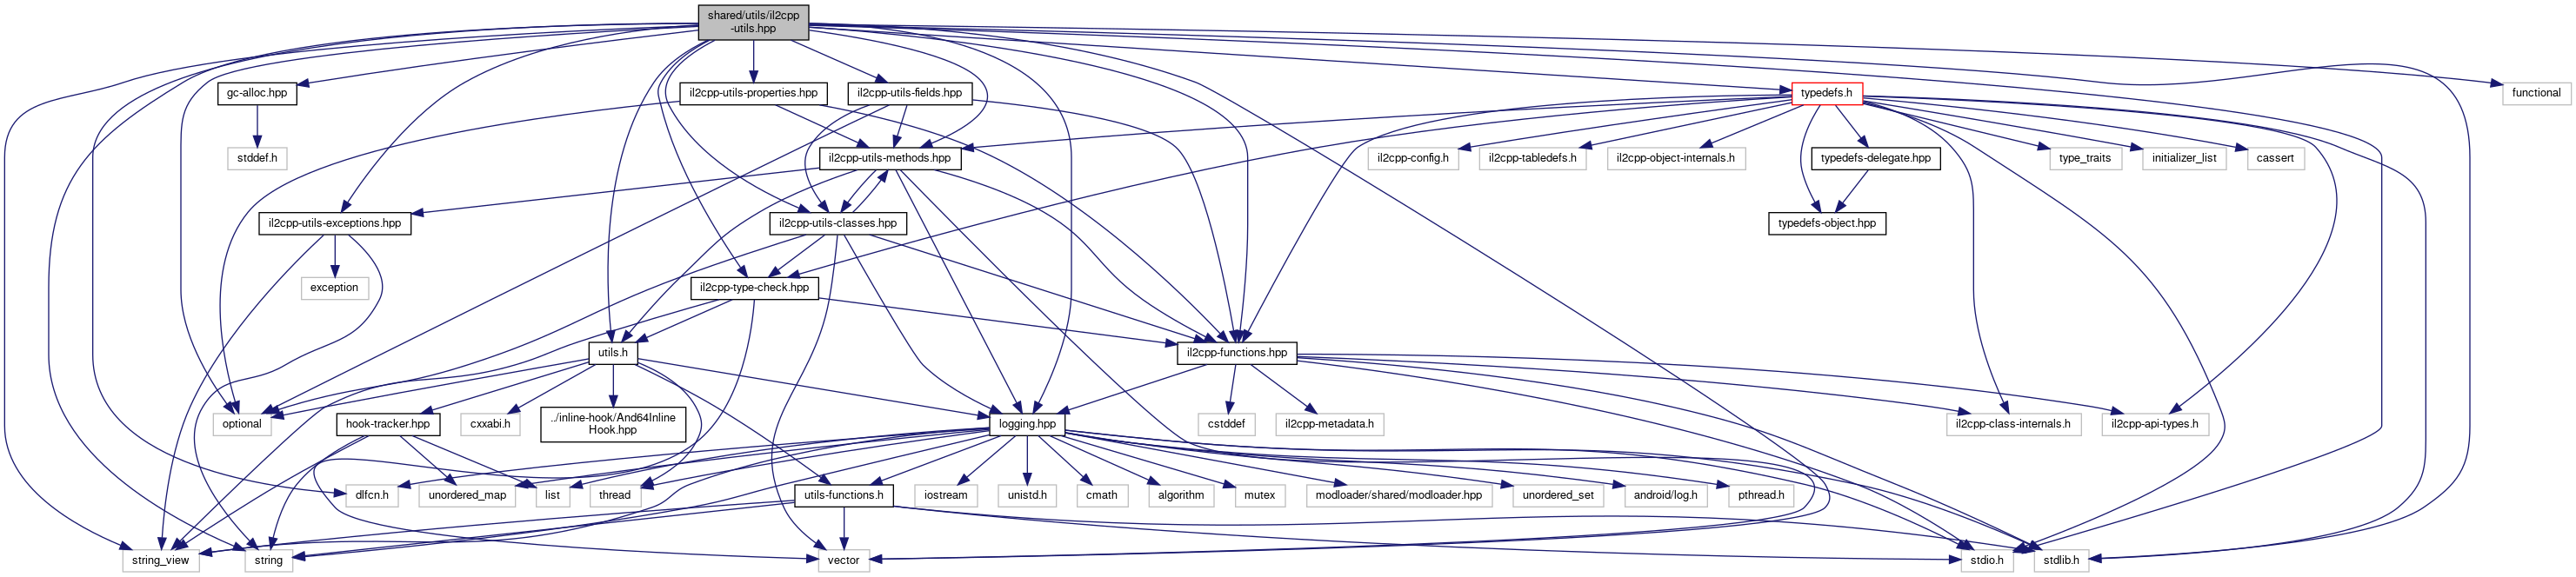 shared/utils/il2cpp
-utils.hpp
gc-alloc.hpp
il2cpp-utils-properties.hpp
il2cpp-utils-fields.hpp
typedefs.h
functional
stddef.h
il2cpp-utils-methods.hpp
il2cpp-config.h
il2cpp-tabledefs.h
il2cpp-object-internals.h
typedefs-delegate.hpp
type_traits
initializer_list
cassert
il2cpp-utils-exceptions.hpp
il2cpp-utils-classes.hpp
typedefs-object.hpp
exception
il2cpp-type-check.hpp
utils.h
il2cpp-functions.hpp
optional
hook-tracker.hpp
cxxabi.h
../inline-hook/And64Inline
Hook.hpp
logging.hpp
cstddef
il2cpp-metadata.h
il2cpp-class-internals.h
il2cpp-api-types.h
dlfcn.h
unordered_map
list
thread
utils-functions.h
iostream
unistd.h
cmath
algorithm
mutex
modloader/shared/modloader.hpp
unordered_set
android/log.h
pthread.h
string_view
string
vector
stdio.h
stdlib.h